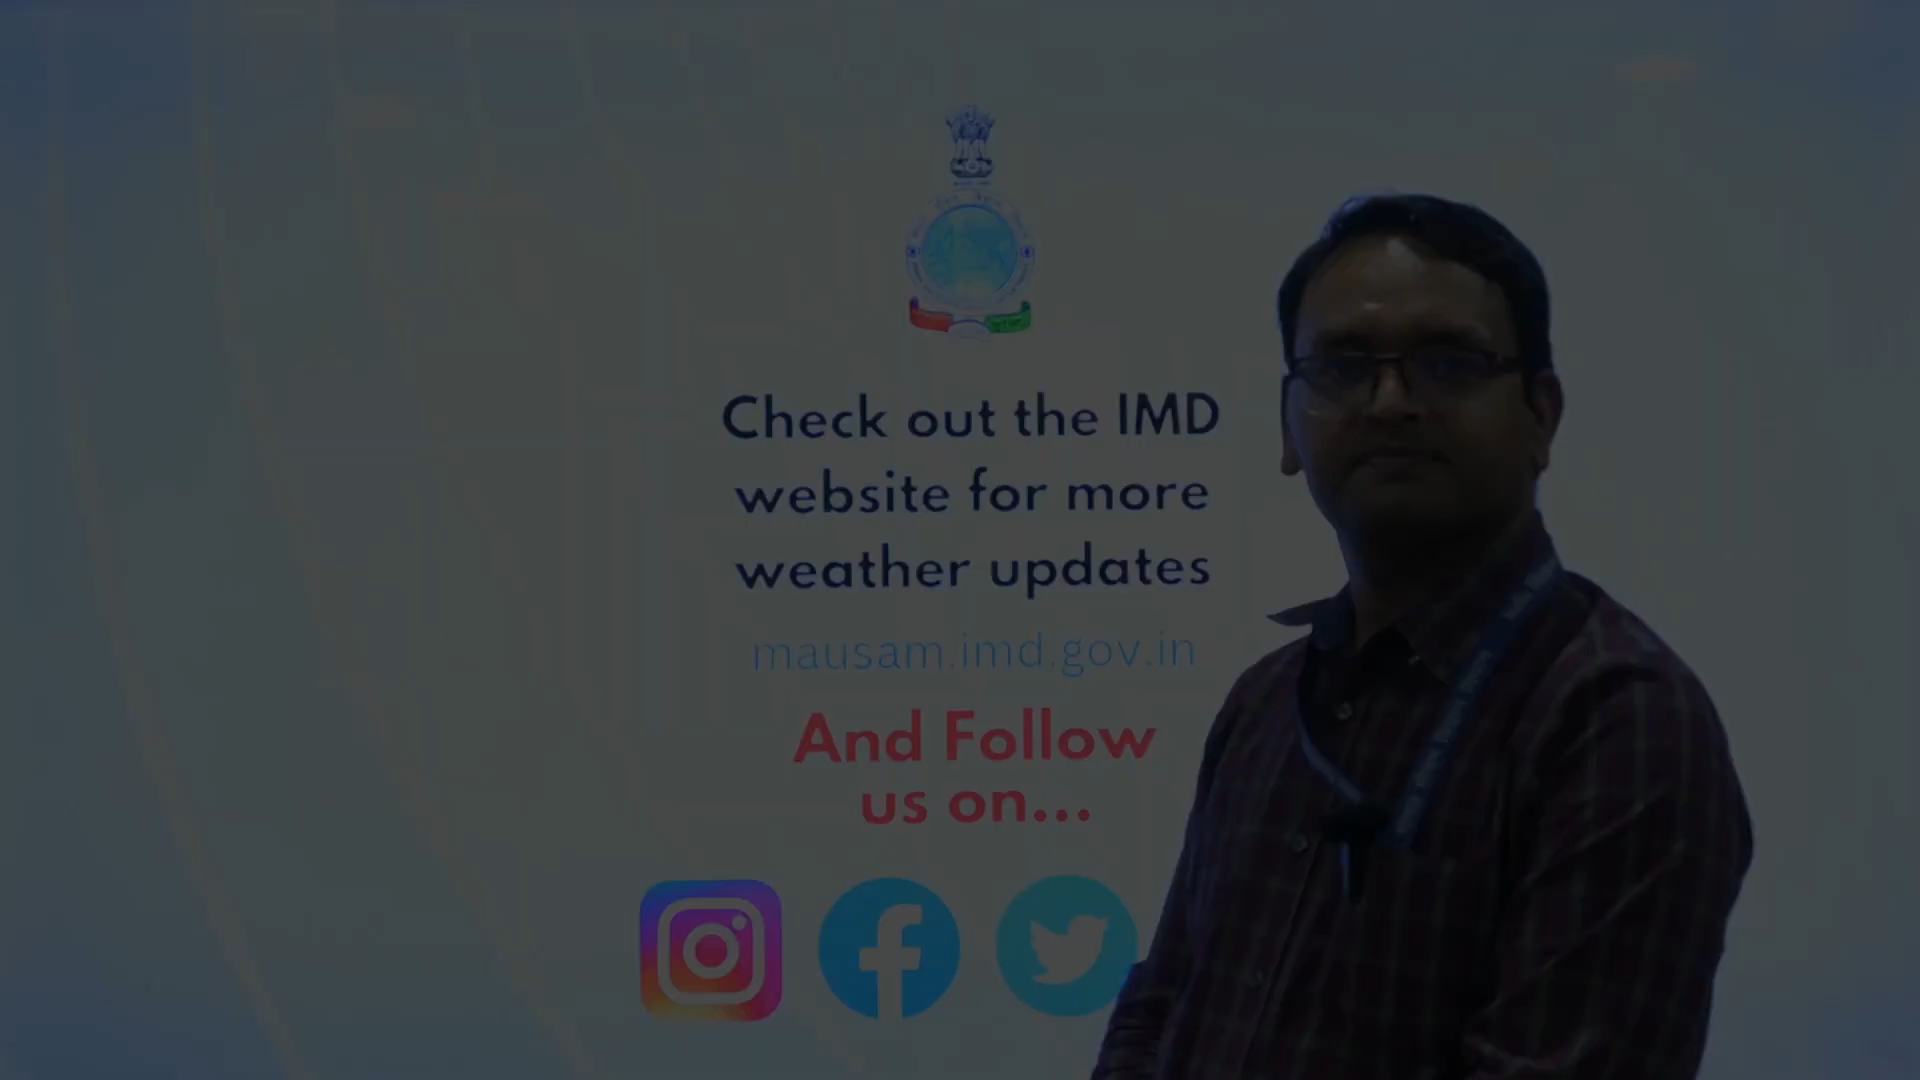 Check out the IMD
website for more
weather updates
mausam.imd.gov.in
And Follow
us on...